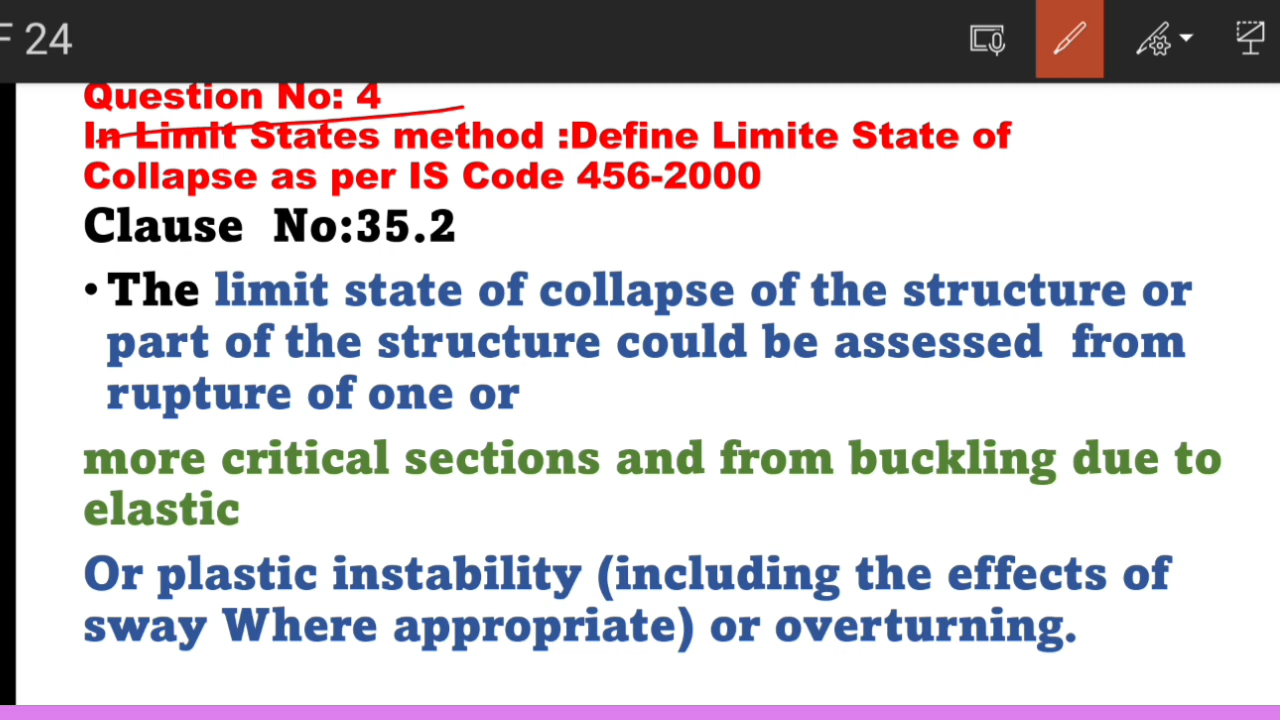 24
Question No: 4
In Limit States method :Define Limite State of
Collapse as per IS Code 456-2000
Clause No:35.2
• The limit state of collapse of the structure or
part of the structure could be assessed from
rupture of one or
more critical sections and from buckling due to
elastic
Or plastic instability (including the effects of
sway Where appropriate) or overturning.